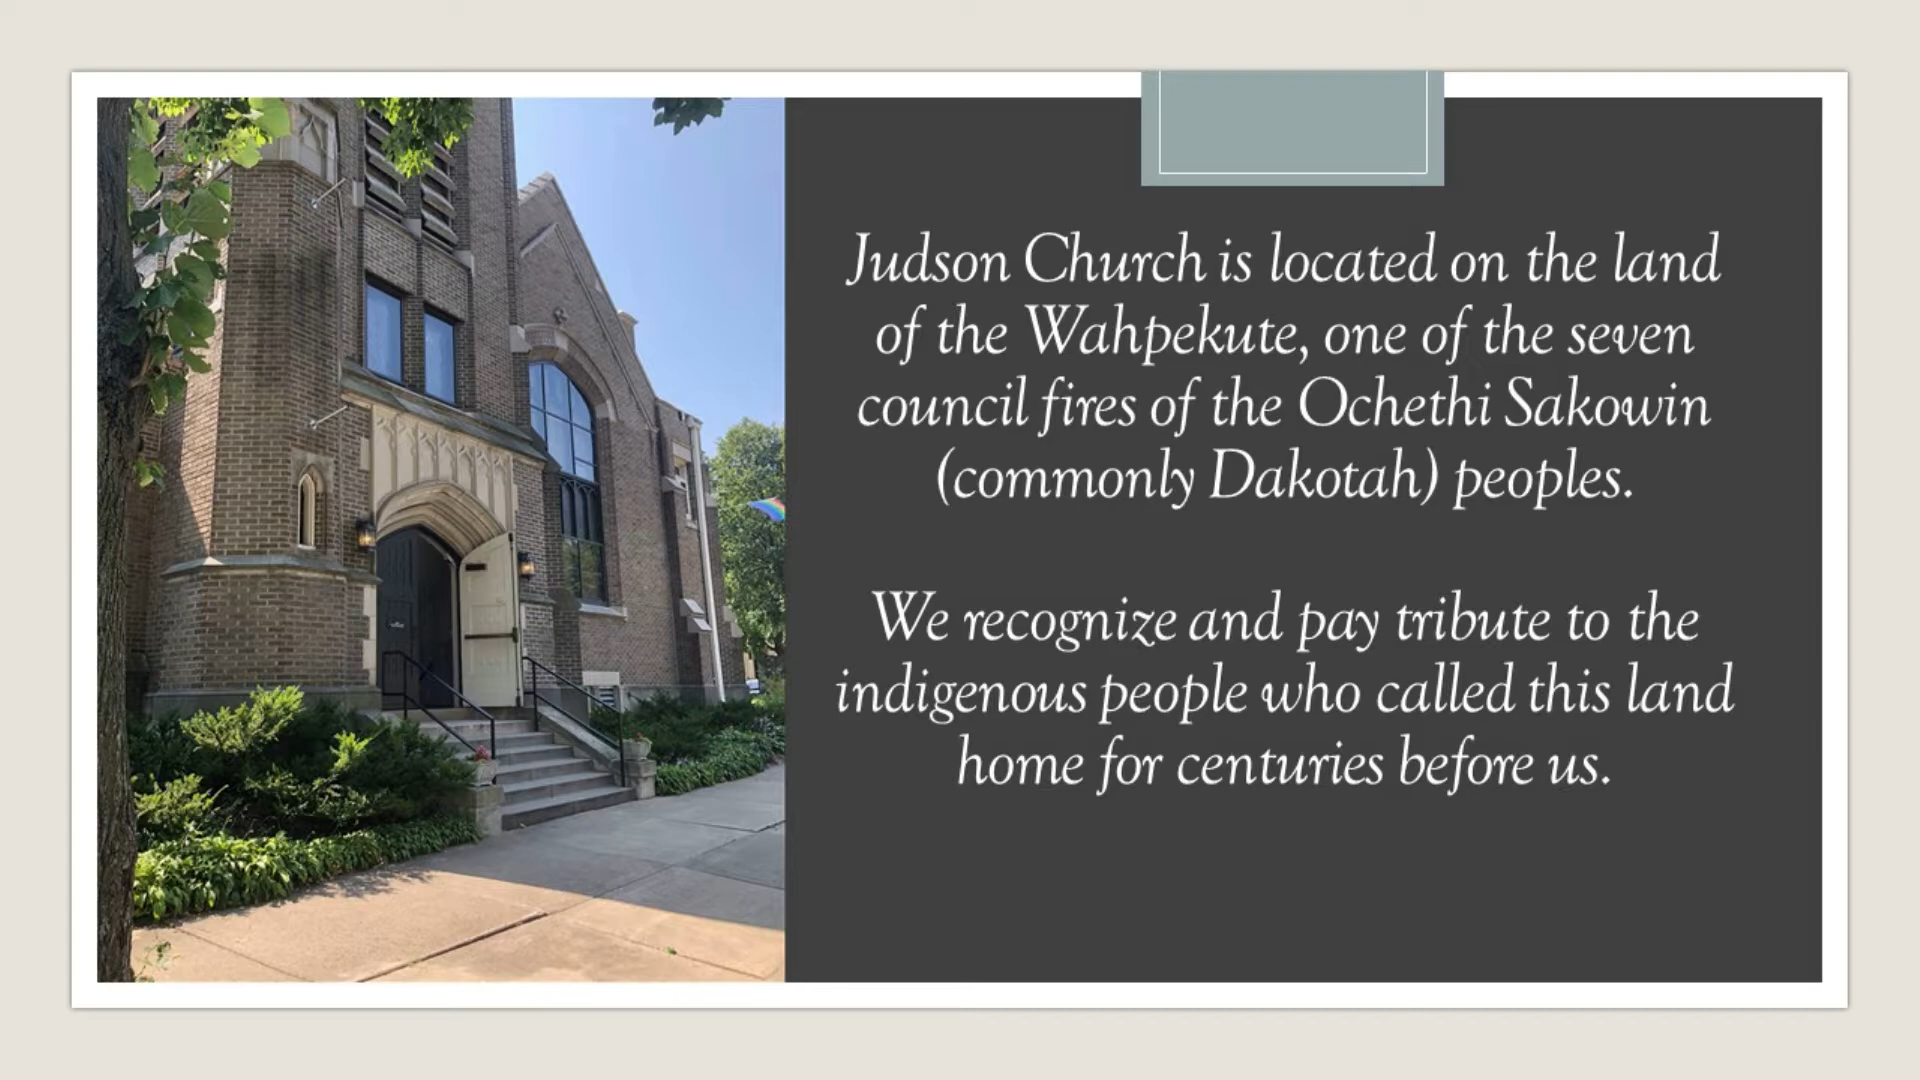 Judson Church is located on the land
of the Wahpekute, one of the seven
council fires of the Ochethi Sakowin
(commonly Dakotah) peoples.
We recognize and pay tribute to the
indigenous people who called this land
home for centuries before us.